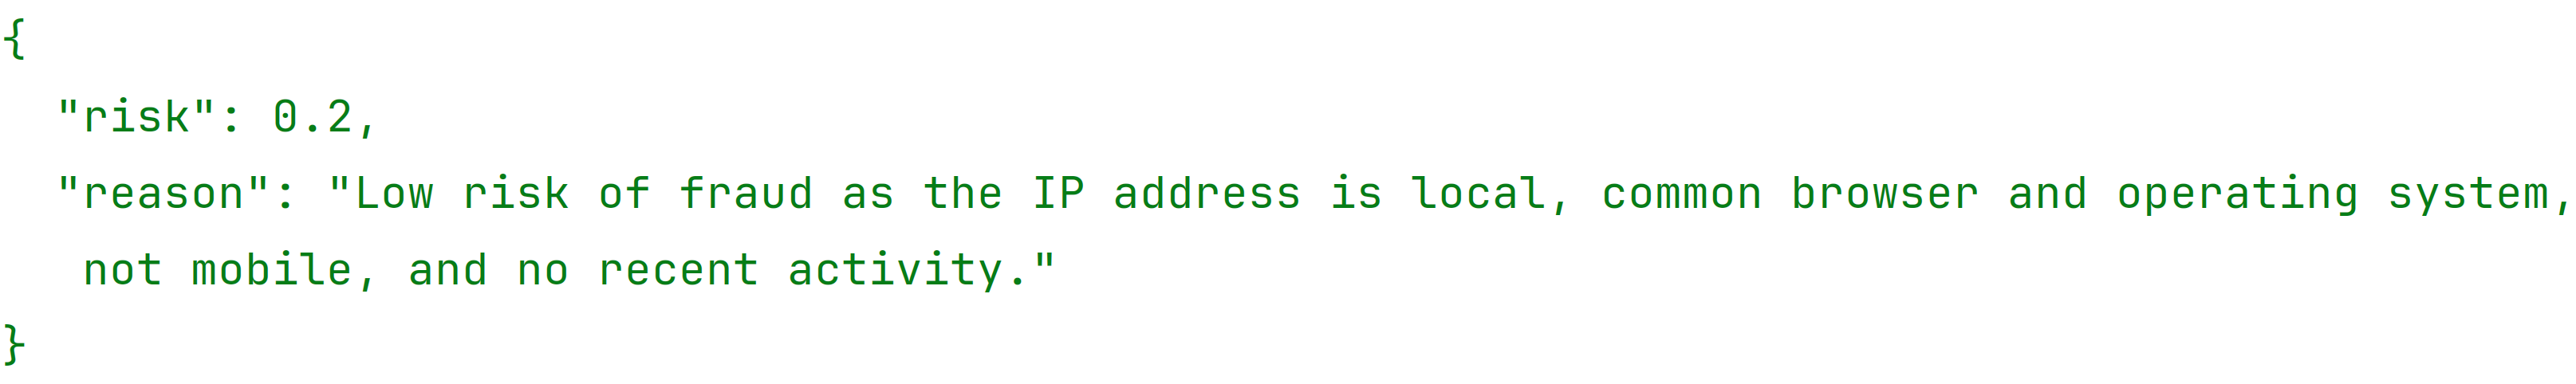 {
  "risk": 0.2,
  "reason": "Low risk of fraud as the IP address is local, common browser and operating system,
   not mobile, and no recent activity."
}